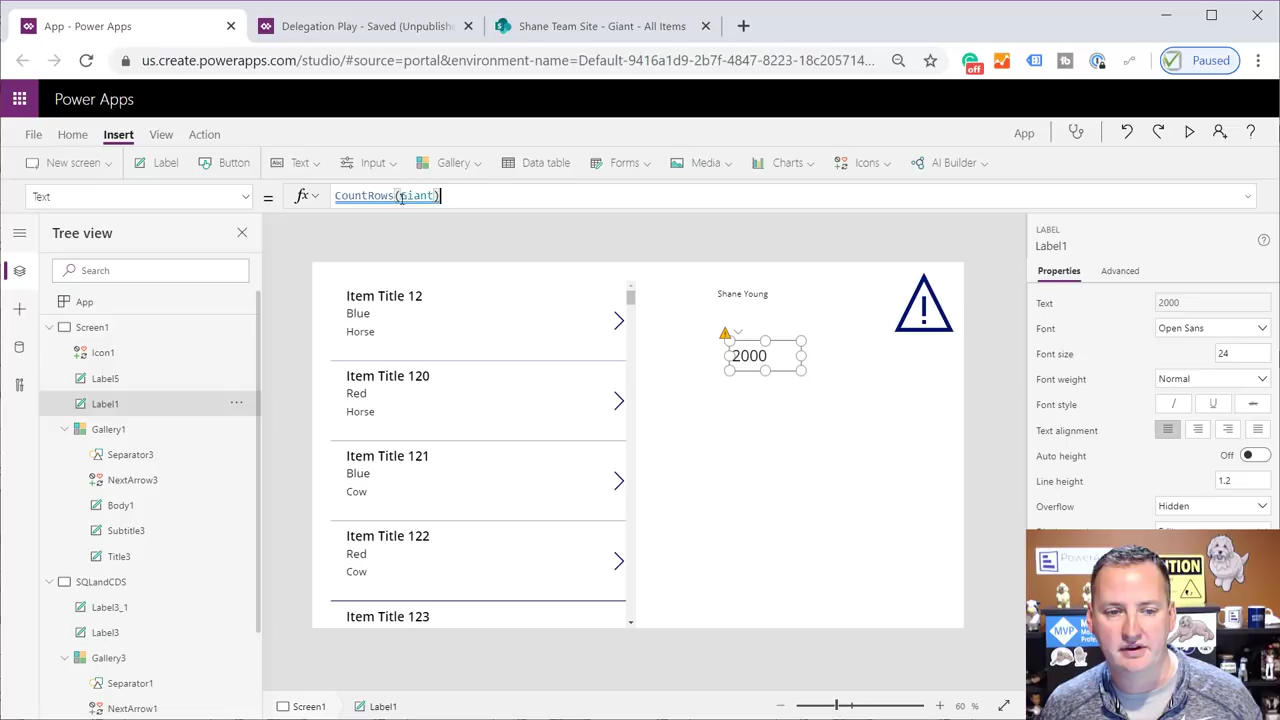 App - Power Apps
Delegation Play - Saved (Unpublishe
Shane Team Site - Giant - All Items
us.create.powerapps.com/studio/#source=portal&environment-name=Default-9416a1d9-2b7f-4847-8223-18c205714...
off
Paused
Power Apps
File
Home
Insert
View
Action
App
New screen
Label
Button
Text
Input
Gallery
Data table
Forms
Media
Charts
Icons
AI Builder
Text
=
fx
CountRows(Giant)
Tree view
Search
App
Screen1
Icon1
Label5
Label1
Gallery1
Separator3
NextArrow3
Body1
Subtitle3
Title3
SQLandCDS
Label3_1
Label3
Gallery3
Separator1
NextArrow1
Item Title 12
Blue
Horse
Item Title 120
Red
Horse
Item Title 121
Blue
Cow
Item Title 122
Red
Cow
Item Title 123
Shane Young
2000
LABEL
Label1
Properties
Advanced
Text
2000
Font
Open Sans
Font size
24
Font weight
Normal
Font style
Text alignment
Auto height
Off
Line height
1.2
Overflow
Hidden
MVP
Screen1
Label1
60 %